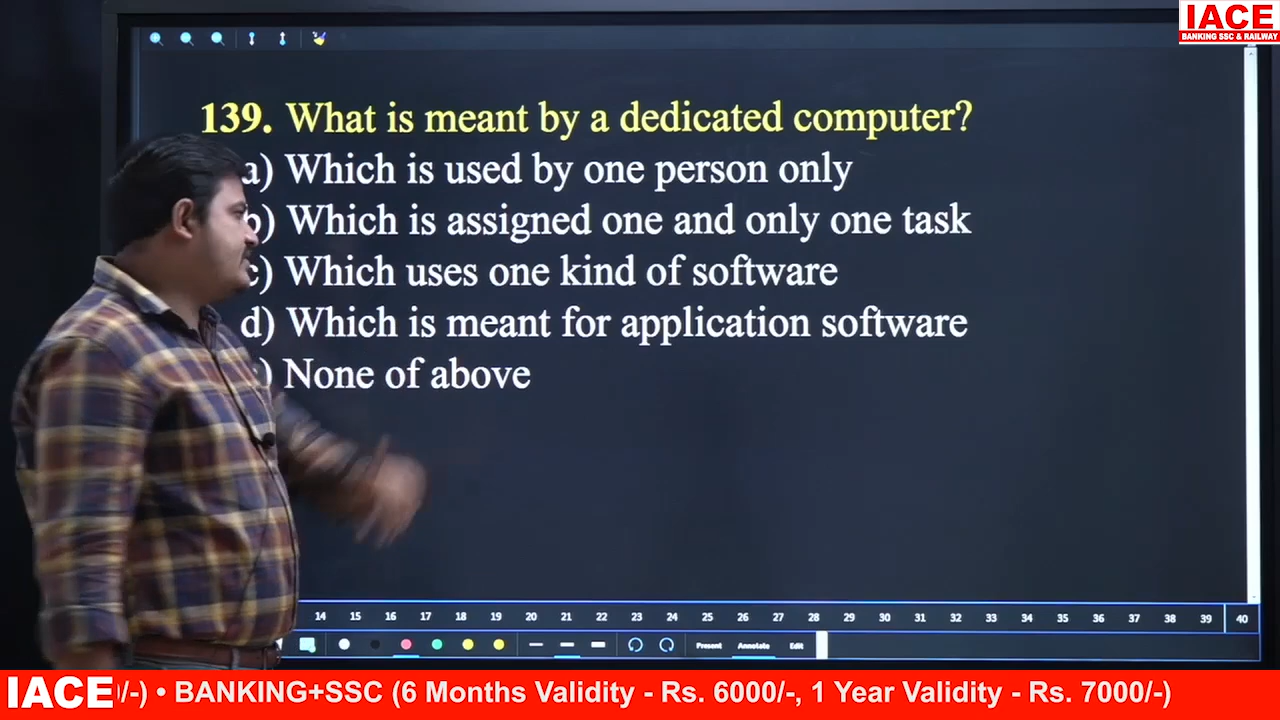 IACE
BANKING SSC & RAILWAY
139. What is meant by a dedicated computer?
a) Which is used by one person only
b) Which is assigned one and only one task
c) Which uses one kind of software
d) Which is meant for application software
) None of above
14 15 16 17 18 19 20 21 22 23 24 25 26 27 28 29 30 31 32 33 34 35 36 37 38 39 40
Present Annotate Edit
IACE /-) • BANKING+SSC (6 Months Validity - Rs. 6000/-, 1 Year Validity - Rs. 7000/-)